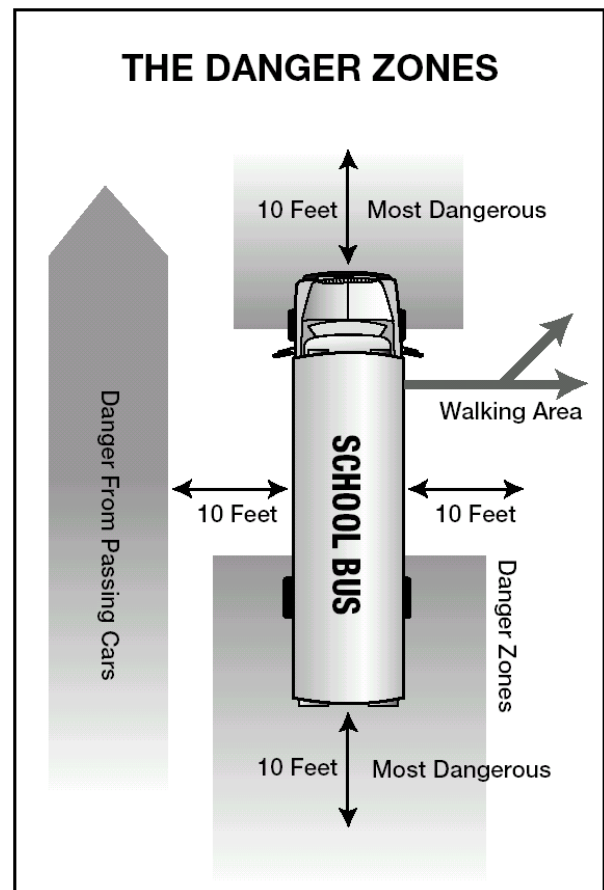 THE DANGER ZONES
10 Feet
Most Dangerous
Walking Area
Danger From Passing Cars
SCHOOL BUS
10 Feet
10 Feet
Danger Zones
10 Feet
Most Dangerous